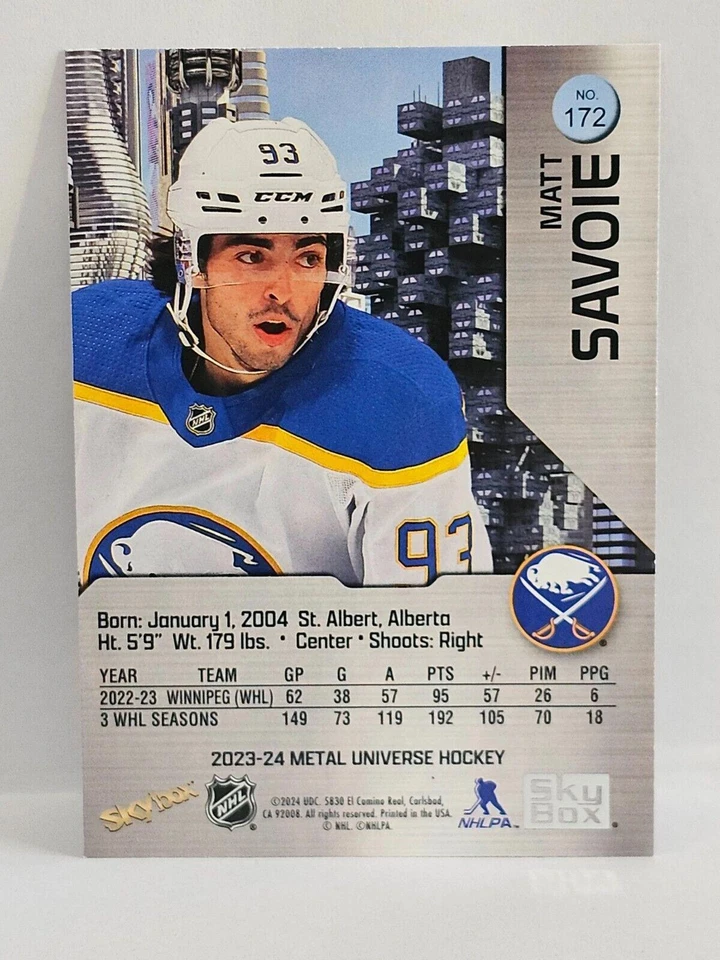 NO.
172
MATT
SAVOIE
93
CCM
NHL
93
Born: January 1, 2004 St. Albert, Alberta
Ht. 5'9" Wt. 179 lbs. • Center • Shoots: Right
YEAR TEAM GP G A PTS +/- PIM PPG
2022-23 WINNIPEG (WHL) 62 38 57 95 57 26 6
3 WHL SEASONS 149 73 119 192 105 70 18
2023-24 METAL UNIVERSE HOCKEY
Skybox
NHL
©2024 UDC. 5830 El Camino Real, Carlsbad,
CA 92008. All rights reserved. Printed in the USA.
© NHL. ©NHLPA.
NHLPA
SkyBox